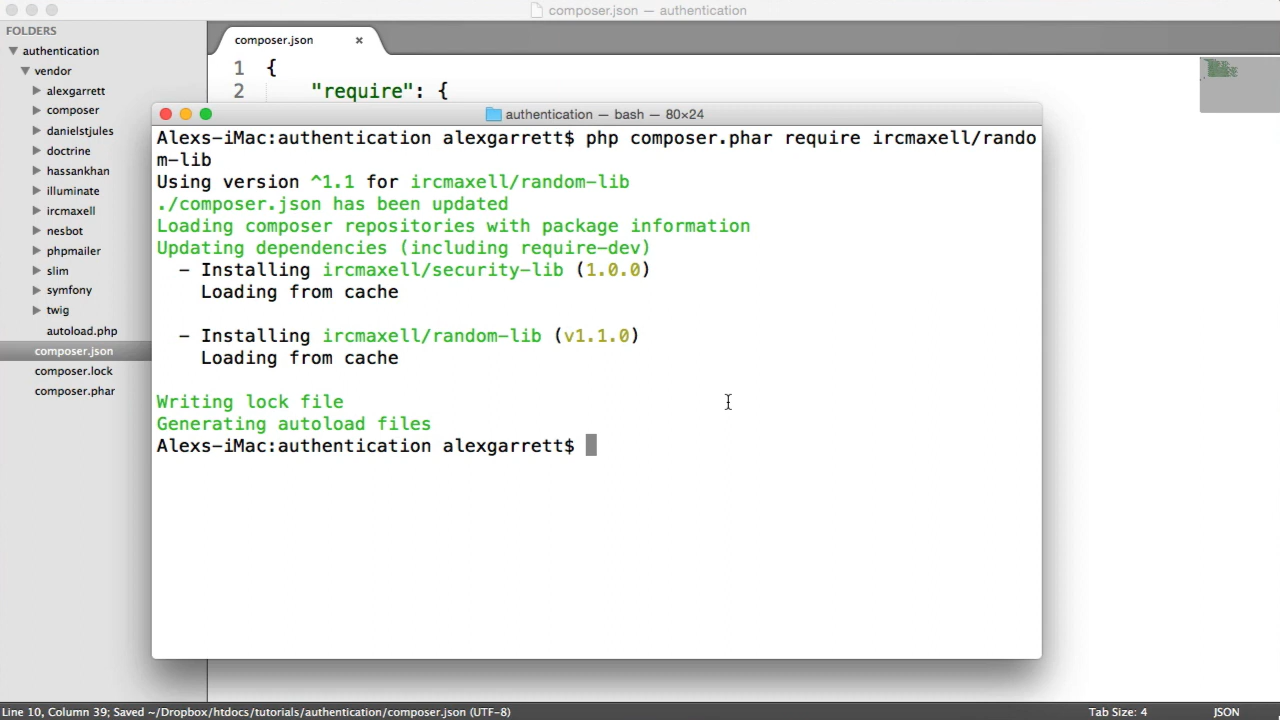 composer.json — authentication
FOLDERS
authentication
vendor
alexgarrett
composer
danielstjules
doctrine
hassankhan
illuminate
ircmaxell
nesbot
phpmailer
slim
symfony
twig
autoload.php
composer.json
composer.lock
composer.phar
composer.json ×
1 {
2 "require": {
authentication — bash — 80×24
Alexs-iMac:authentication alexgarrett$ php composer.phar require ircmaxell/rando
m-lib
Using version ^1.1 for ircmaxell/random-lib
./composer.json has been updated
Loading composer repositories with package information
Updating dependencies (including require-dev)
- Installing ircmaxell/security-lib (1.0.0)
Loading from cache
- Installing ircmaxell/random-lib (v1.1.0)
Loading from cache
Writing lock file
Generating autoload files
Alexs-iMac:authentication alexgarrett$
Line 10, Column 39; Saved ~/Dropbox/htdocs/tutorials/authentication/composer.json (UTF-8)
Tab Size: 4
JSON